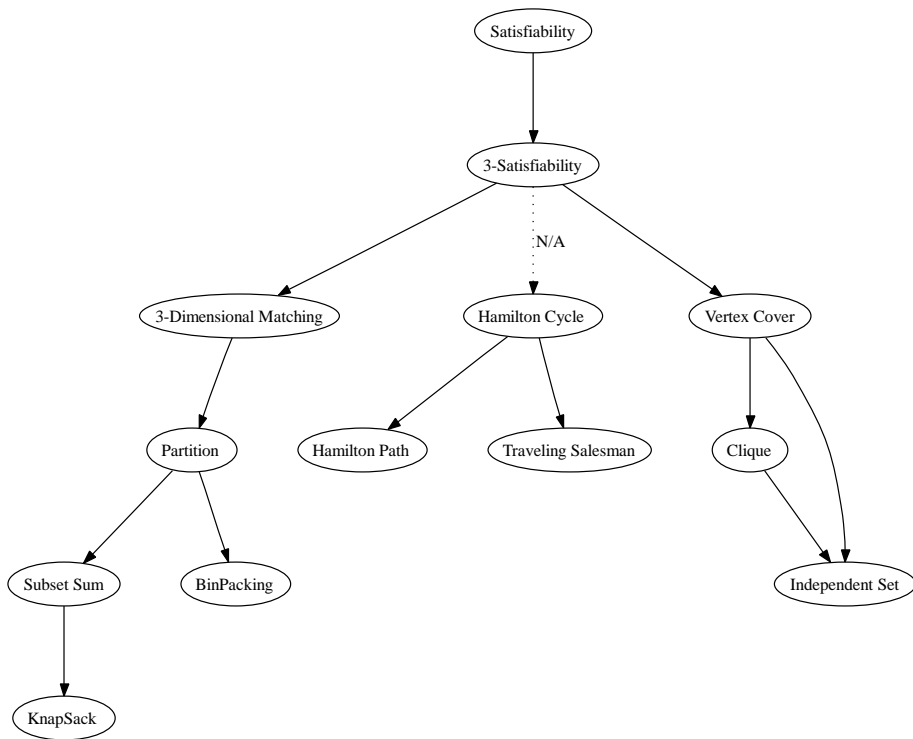 Satisfiability
3-Satisfiability
N/A
3-Dimensional Matching
Hamilton Cycle
Vertex Cover
Partition
Hamilton Path
Traveling Salesman
Clique
Subset Sum
BinPacking
Independent Set
KnapSack